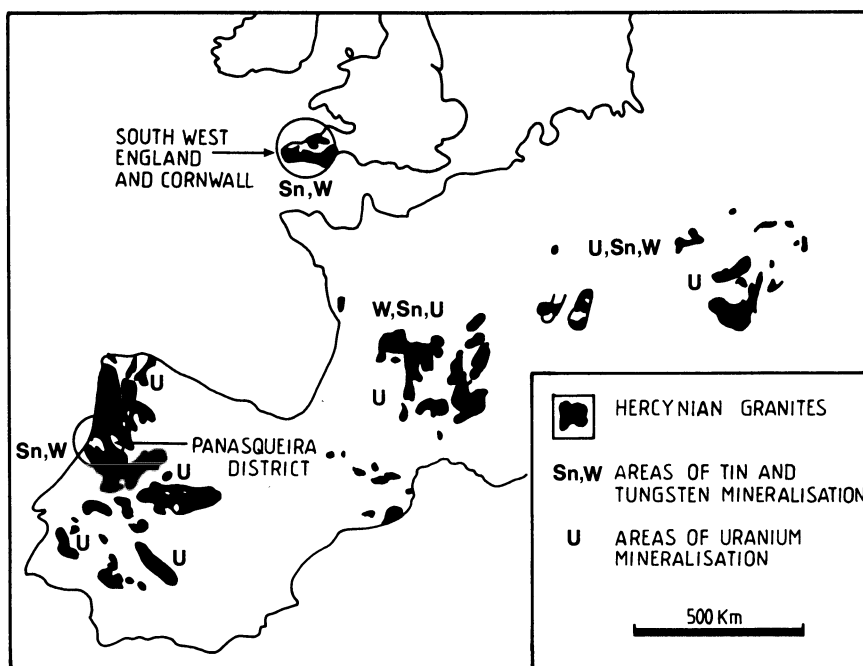 SOUTH WEST
ENGLAND
AND CORNWALL
Sn,W
U,Sn,W
U
W,Sn,U
U
U
Sn,W
PANASQUEIRA
DISTRICT
U
U
U
HERCYNIAN GRANITES
Sn,W AREAS OF TIN AND
TUNGSTEN MINERALISATION
U AREAS OF URANIUM
MINERALISATION
500 Km